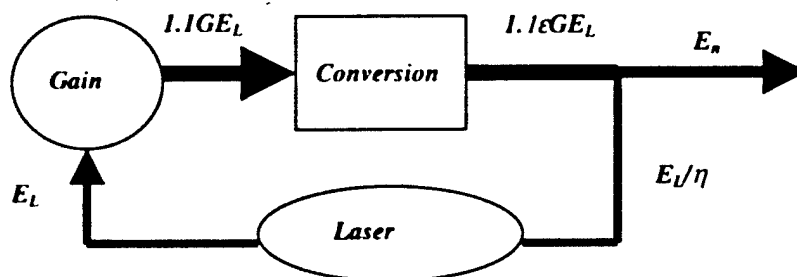 1.1GE_L
1.1εGE_L
E_n
Gain
Conversion
E_L
E_L/η
Laser